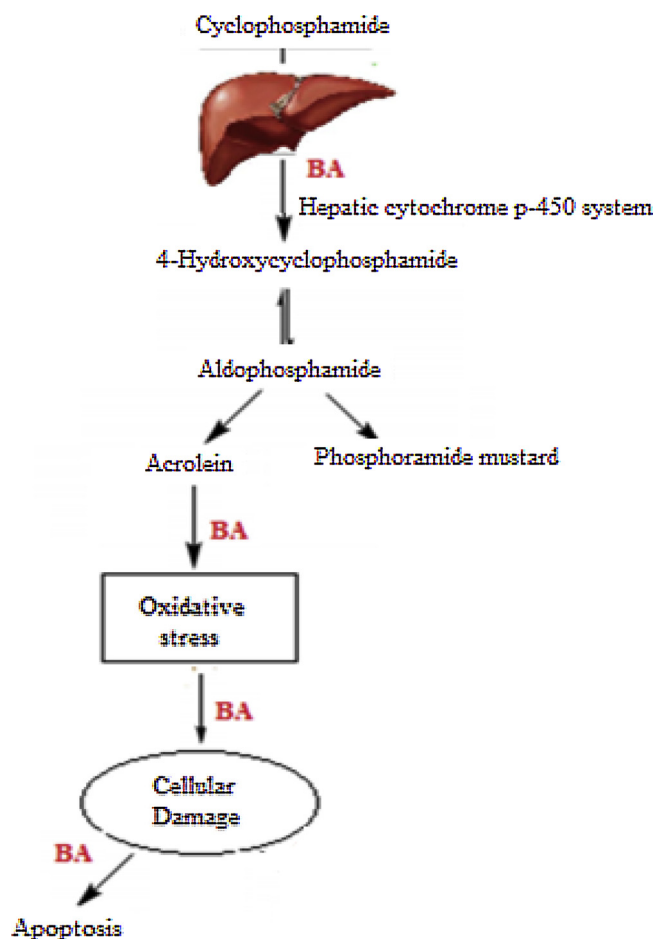 Cyclophosphamide
BA
Hepatic cytochrome p-450 system
4-Hydroxycyclophosphamide
Aldophosphamide
Acrolein
Phosphoramide mustard
BA
Oxidative
stress
BA
Cellular
Damage
BA
Apoptosis